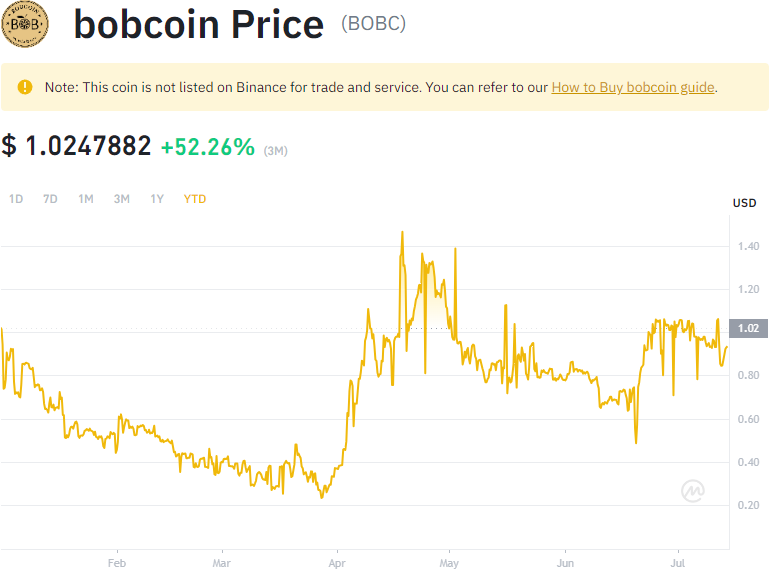 BOBCOIN
BOB
bobcoin Price (BOBC)
Note: This coin is not listed on Binance for trade and service. You can refer to our How to Buy bobcoin guide.
$ 1.0247882 +52.26% (3M)
1D 7D 1M 3M 1Y YTD
USD
1.40
1.20
1.02
0.80
0.60
0.40
0.20
Feb Mar Apr May Jun Jul